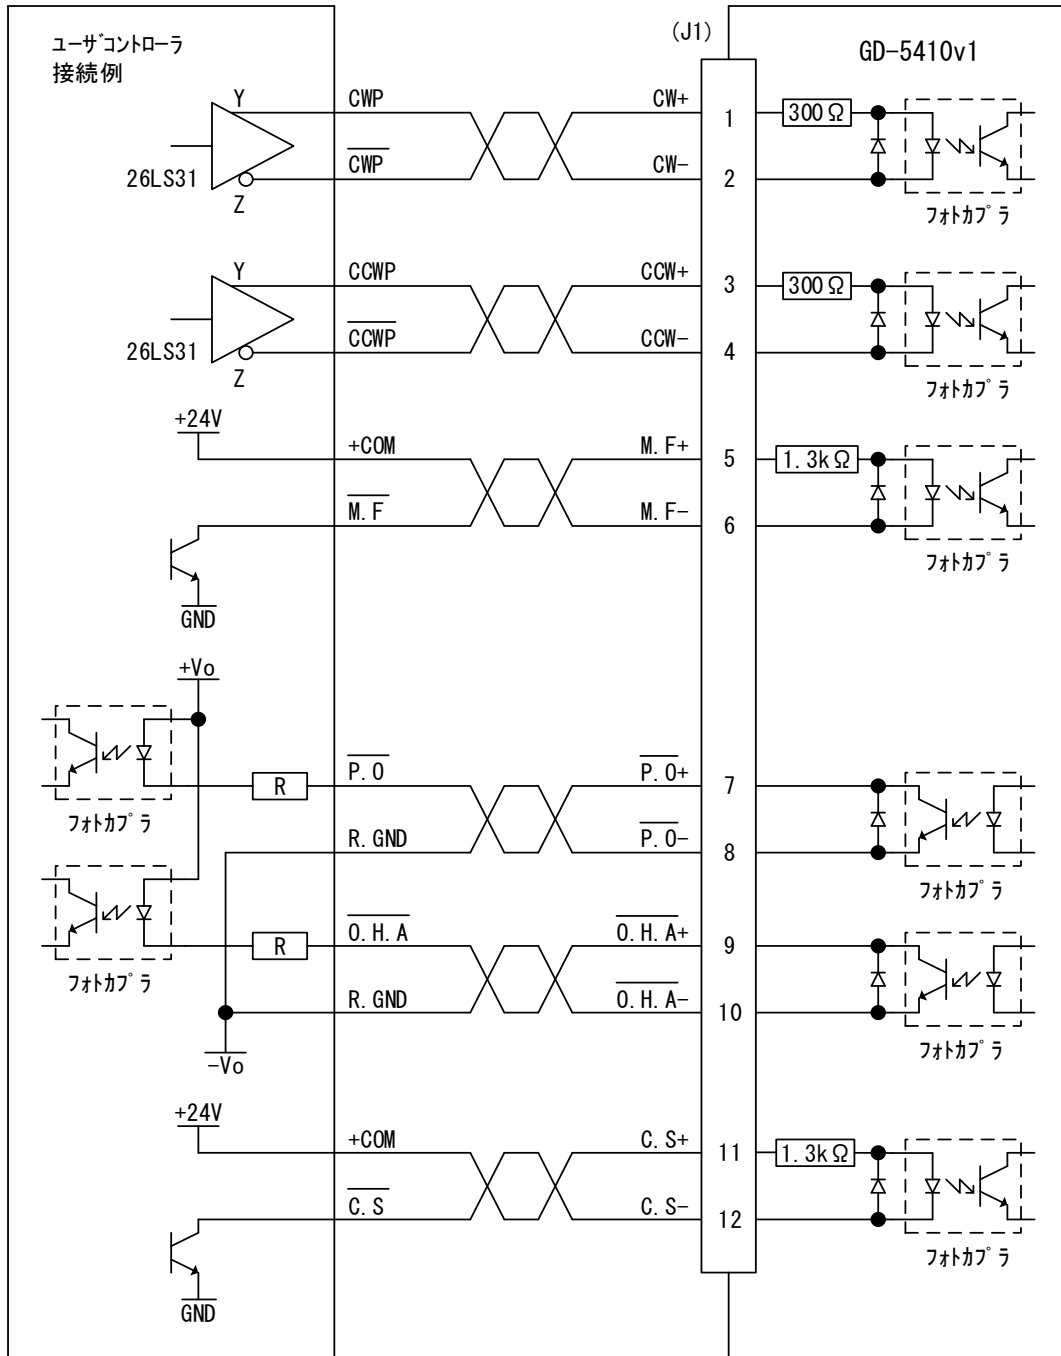 ﾕｰｻﾞｺﾝﾄﾛｰﾗ
接続例
(J1)
GD-5410v1
Y
CWP
CW+
1
300Ω
26LS31
CWP
CW-
2
Z
ﾌｫﾄｶﾌﾟﾗ
Y
CCWP
CCW+
3
300Ω
26LS31
CCWP
CCW-
4
Z
ﾌｫﾄｶﾌﾟﾗ
+24V
+COM
M.F+
5
1.3kΩ
M.F
M.F-
6
ﾌｫﾄｶﾌﾟﾗ
GND
+Vo
P.O
P.O+
7
R
ﾌｫﾄｶﾌﾟﾗ
R.GND
P.O-
8
ﾌｫﾄｶﾌﾟﾗ
O.H.A
O.H.A+
9
R
ﾌｫﾄｶﾌﾟﾗ
R.GND
O.H.A-
10
ﾌｫﾄｶﾌﾟﾗ
-Vo
+24V
+COM
C.S+
11
1.3kΩ
C.S
C.S-
12
ﾌｫﾄｶﾌﾟﾗ
GND